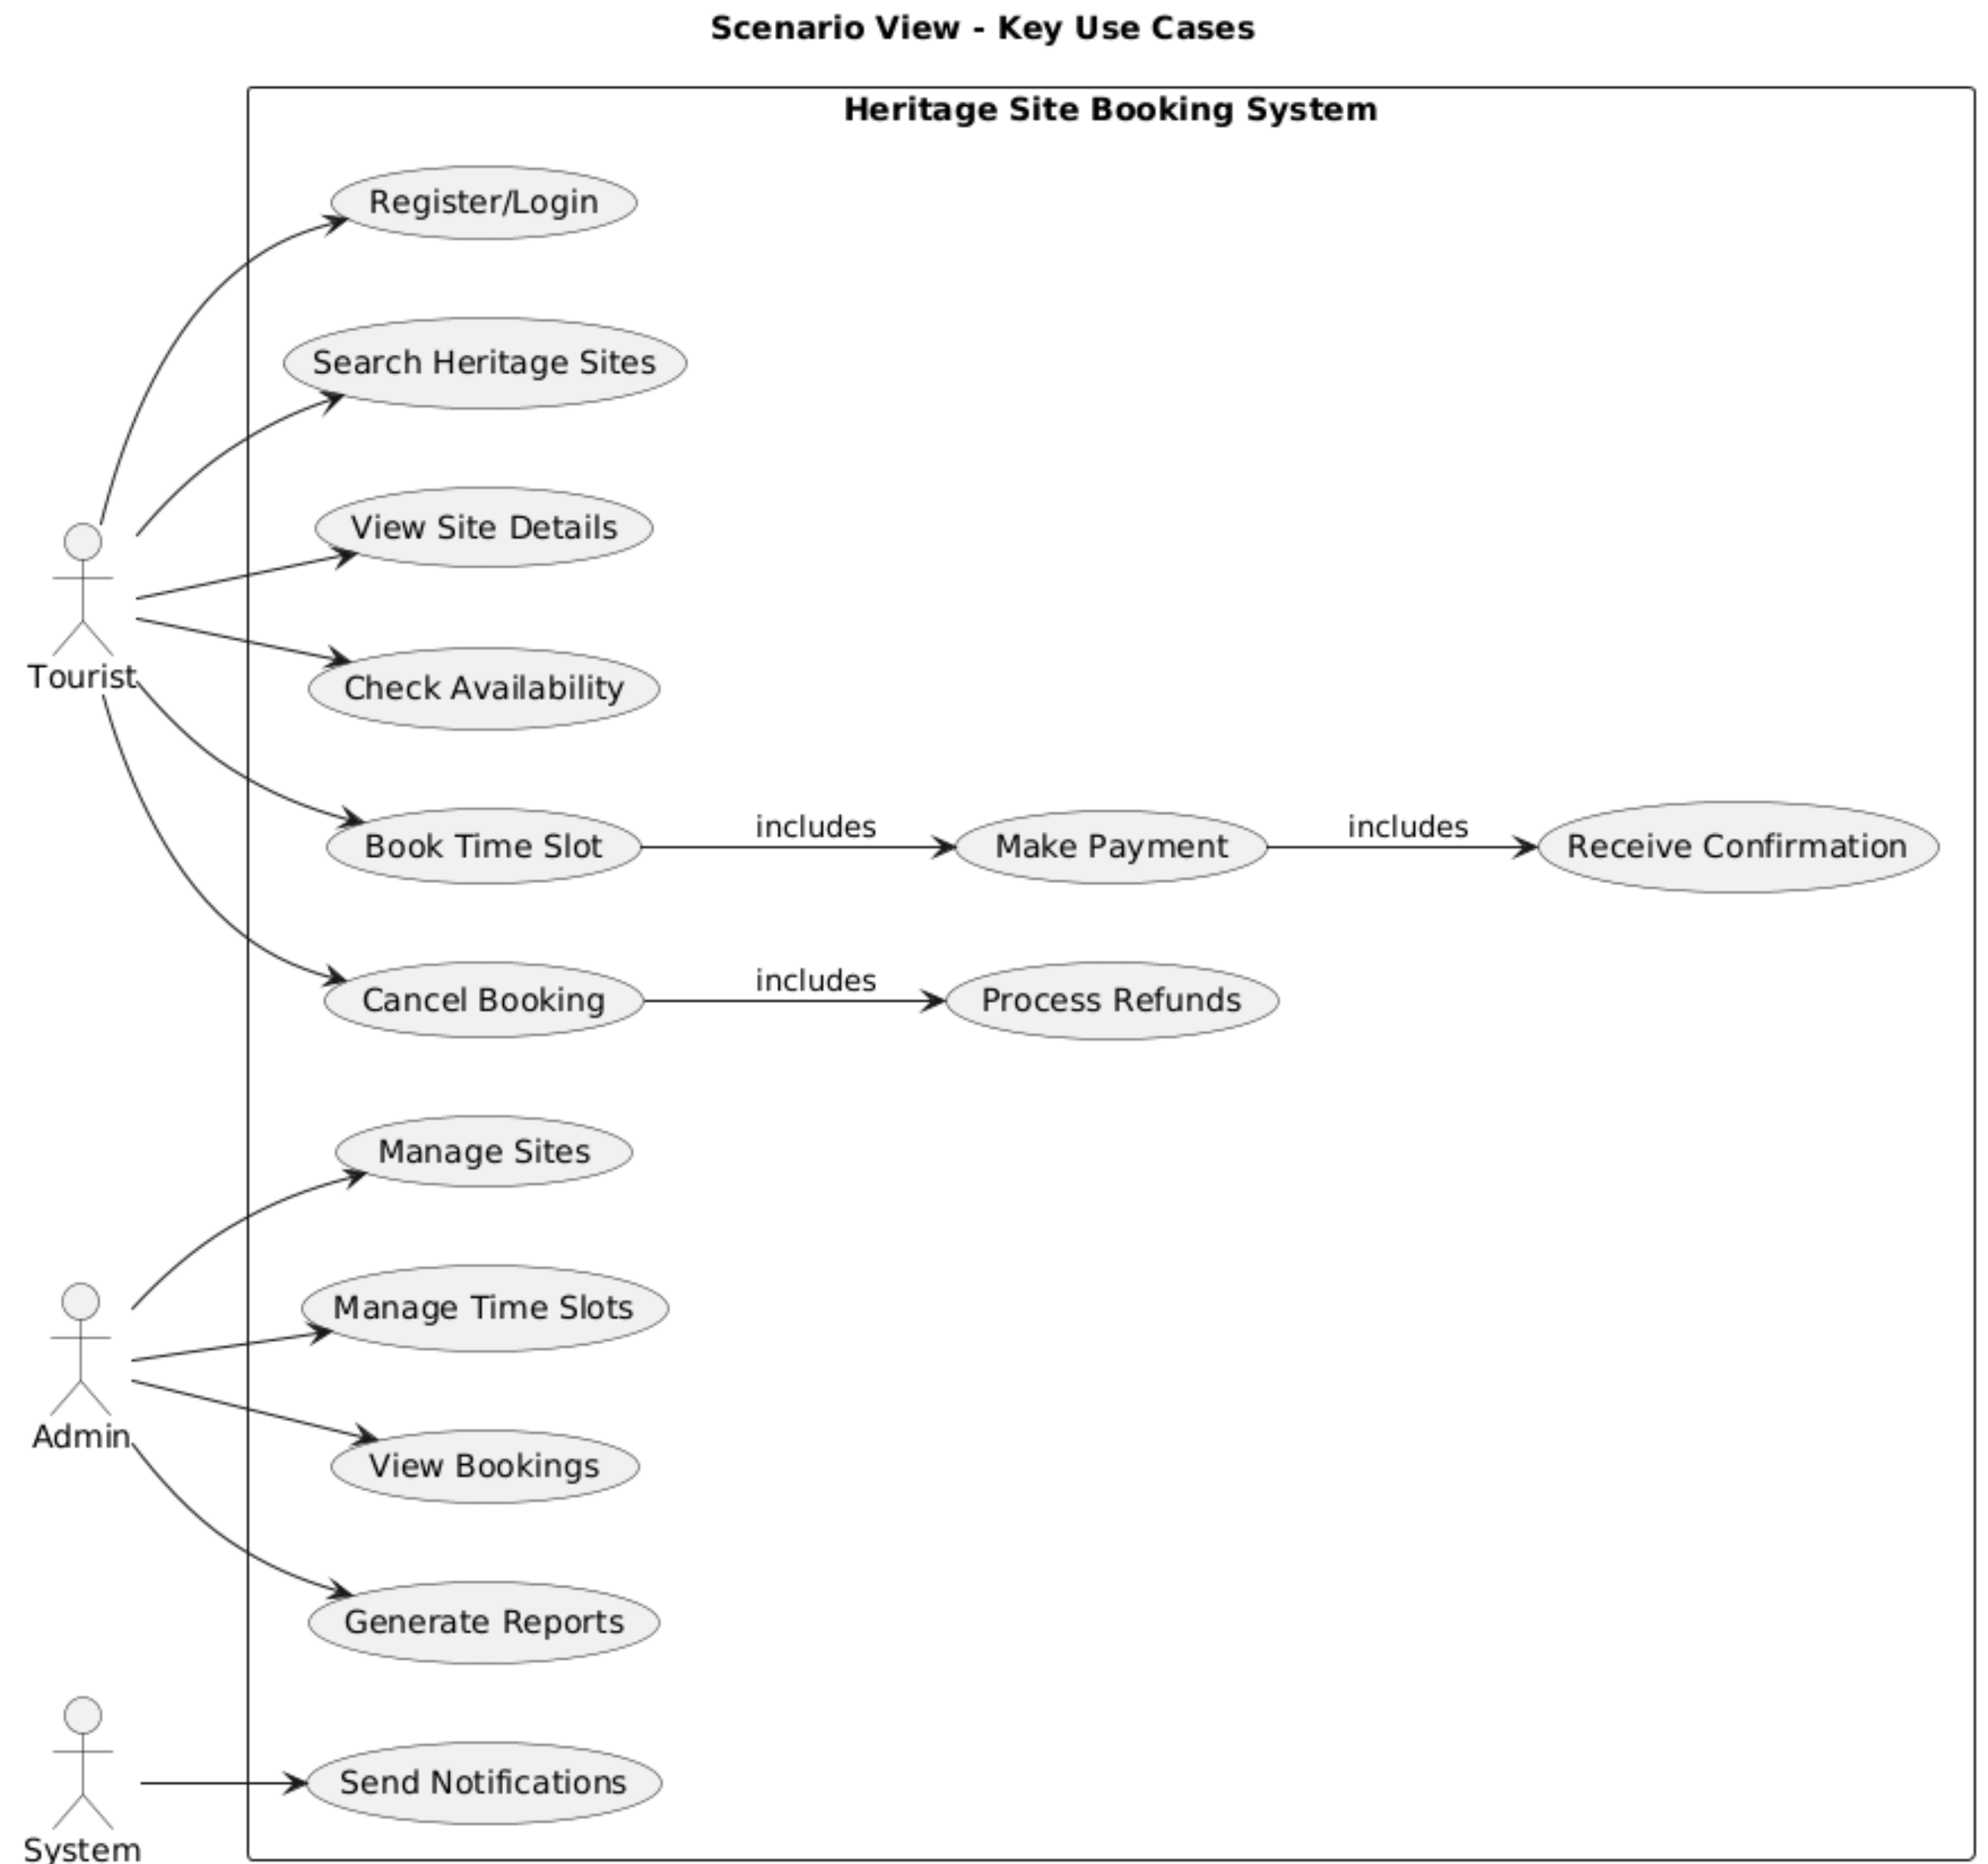 Scenario View - Key Use Cases
Heritage Site Booking System
Register/Login
Search Heritage Sites
View Site Details
Check Availability
Tourist
Book Time Slot
includes
Make Payment
includes
Receive Confirmation
Cancel Booking
includes
Process Refunds
Manage Sites
Manage Time Slots
Admin
View Bookings
Generate Reports
Send Notifications
System